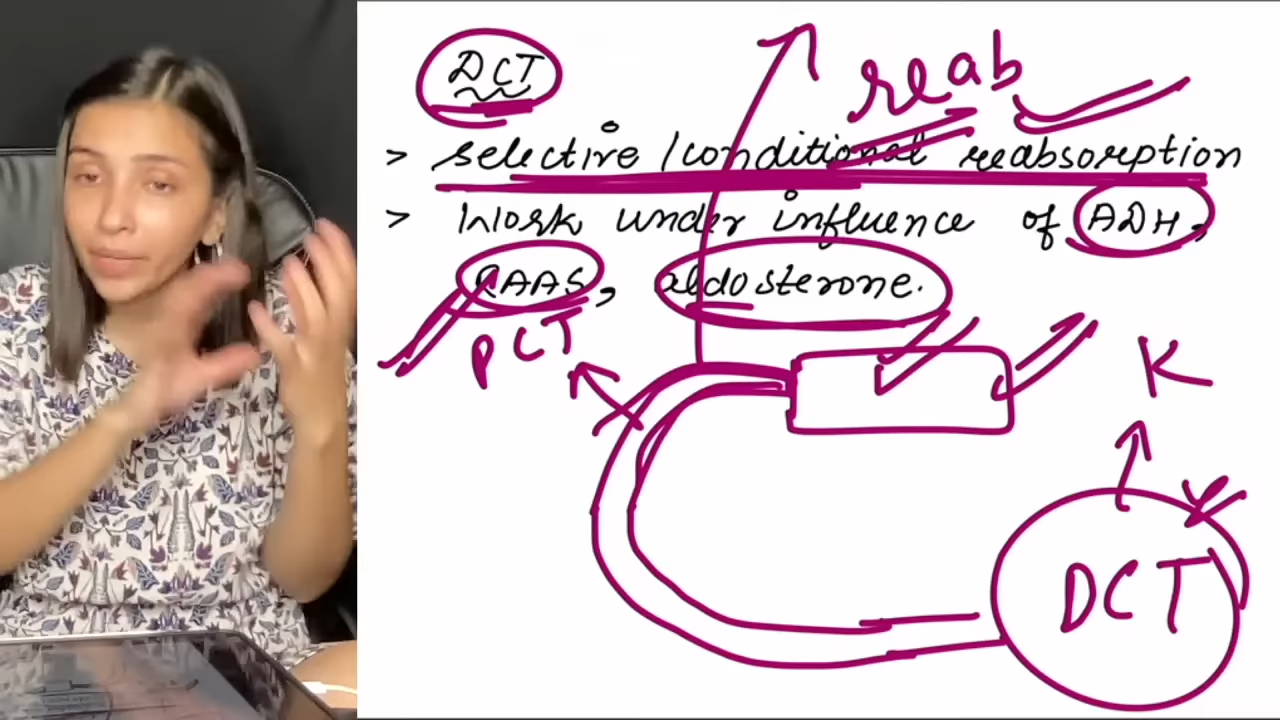 DCT
reab
> selective / conditional reabsorption
> Work under influence of ADH,
RAAS, aldosterone.
PCT
K
DCT